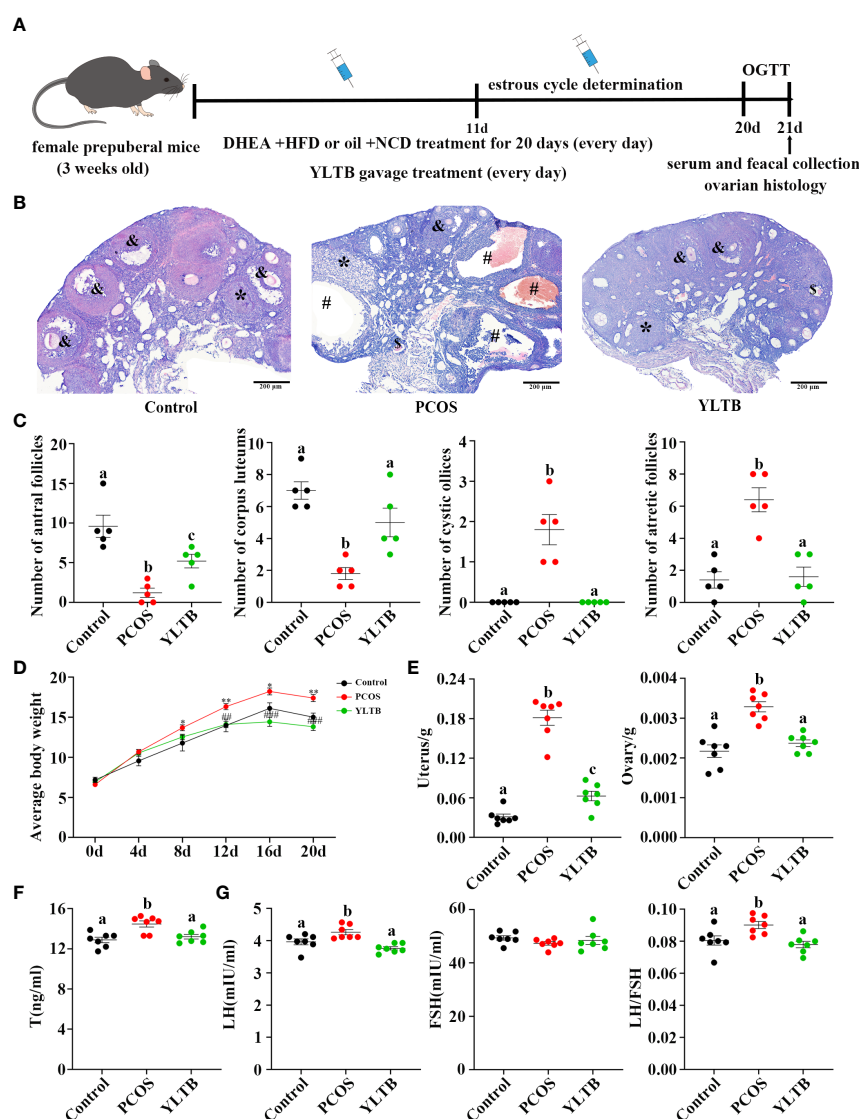 A
OGTT
estrous cycle determination
11d
20d
21d
female prepuberal mice
(3 weeks old)
DHEA +HFD or oil +NCD treatment for 20 days (every day)
YLTB gavage treatment (every day)
serum and feacal collection
ovarian histology
B
& & & & *
200 μm
Control
* & # # # # $
200 μm
PCOS
& & $ *
200 μm
YLTB
C
Number of antral follicles
20
15
10
5
0
a
b
c
Control
PCOS
YLTB
Number of corpus luteums
10
8
6
4
2
0
a
b
a
Control
PCOS
YLTB
Number of cystic ollices
4
3
2
1
0
a
b
a
Control
PCOS
YLTB
Number of atretic follicles
10
8
6
4
2
0
a
b
a
Control
PCOS
YLTB
D
Average body weight
20
15
10
5
0
0d 4d 8d 12d 16d 20d
* ** * **
## ### ###
Control
PCOS
YLTB
E
Uterus/g
0.24
0.18
0.12
0.06
0.00
a
b
c
Control
PCOS
YLTB
Ovary/g
0.004
0.003
0.002
0.001
0.000
a
b
a
Control
PCOS
YLTB
F
T(ng/ml)
16
12
8
4
0
a
b
a
Control
PCOS
YLTB
G
LH(mIU/ml)
5
4
3
2
1
0
a
b
a
Control
PCOS
YLTB
FSH(mIU/ml)
60
40
20
0
Control
PCOS
YLTB
LH/FSH
0.10
0.08
0.06
0.04
0.02
0.00
a
b
a
Control
PCOS
YLTB